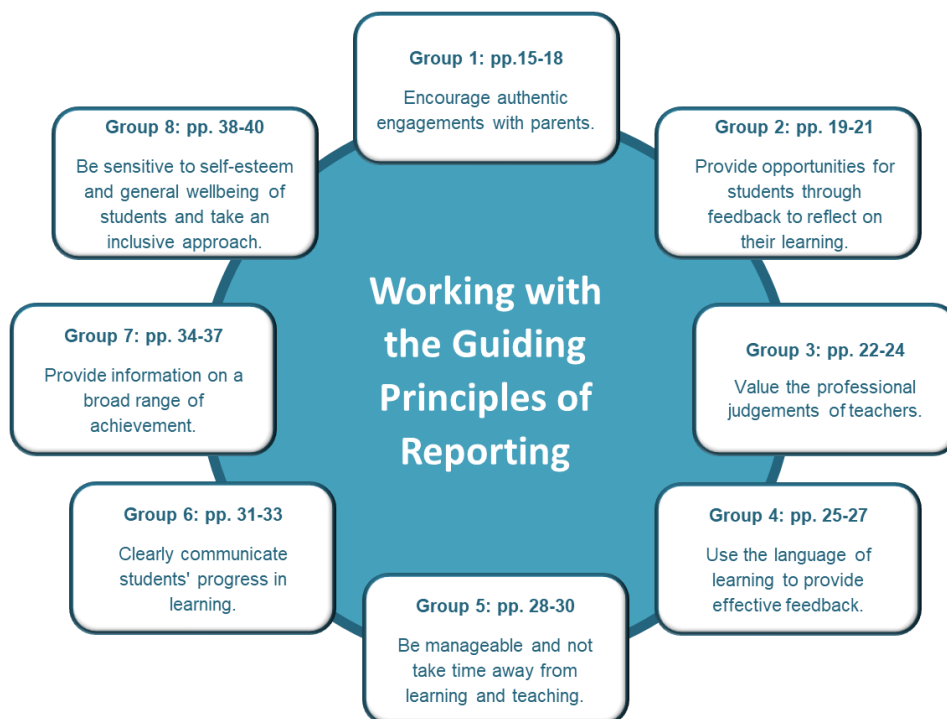 Group 1: pp.15-18
Encourage authentic
engagements with parents.
Group 2: pp. 19-21
Provide opportunities for
students through
feedback to reflect on
their learning.
Group 3: pp. 22-24
Value the professional
judgements of teachers.
Group 4: pp. 25-27
Use the language of
learning to provide
effective feedback.
Group 5: pp. 28-30
Be manageable and not
take time away from
learning and teaching.
Group 6: pp. 31-33
Clearly communicate
students' progress in
learning.
Group 7: pp. 34-37
Provide information on a
broad range of
achievement.
Group 8: pp. 38-40
Be sensitive to self-esteem
and general wellbeing of
students and take an
inclusive approach.
Working with
the Guiding
Principles of
Reporting